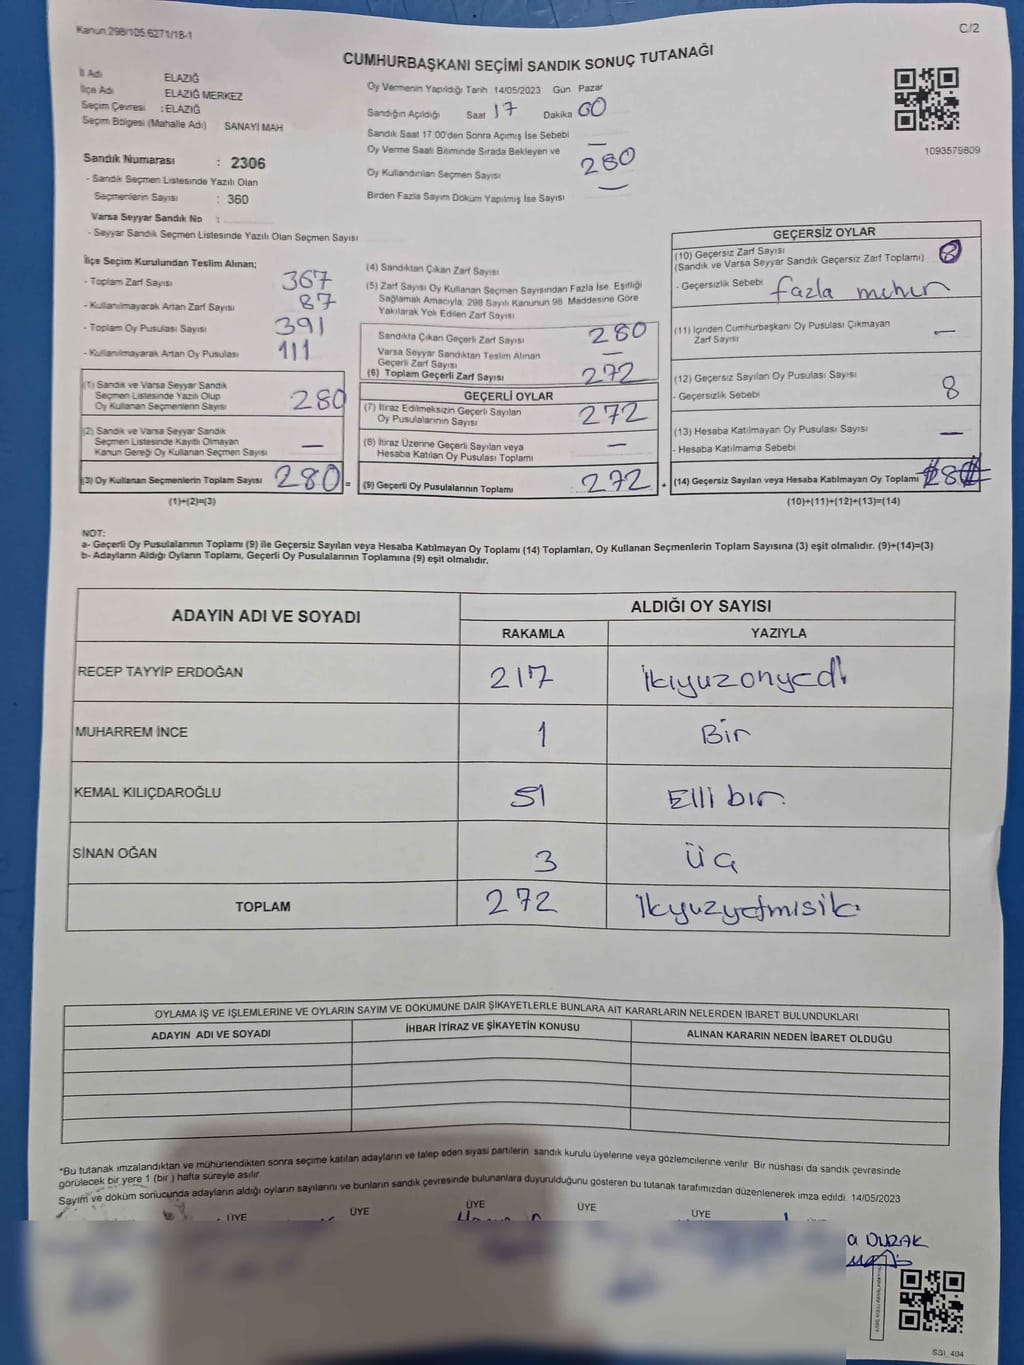 Kanun.298/105,6271/18-1
C/2
CUMHURBAŞKANI SEÇİMİ SANDIK SONUÇ TUTANAĞI
İl Adı ELAZIĞ
İlçe Adı ELAZIĞ MERKEZ
Seçim Çevresi : ELAZIĞ
Seçim Bölgesi (Mahalle Adı) SANAYİ MAH
Sandık Numarası : 2306
- Sandık Seçmen Listesinde Yazılı Olan
Seçmenlerin Sayısı : 360
Varsa Seyyar Sandık No :
- Seyyar Sandık Seçmen Listesinde Yazılı Olan Seçmen Sayısı
Oy Vermenin Yapıldığı Tarih 14/05/2023 Gün Pazar
Sandığın Açıldığı Saat 17 Dakika 00
Sandık Saat 17:00'den Sonra Açımış İse Sebebi —
Oy Verme Saati Bitiminde Sırada Bekleyen ve
Oy Kullandırılan Seçmen Sayısı 280
Birden Fazla Sayım Döküm Yapılmış İse Sayısı —
1093579809
İlçe Seçim Kurulundan Teslim Alınan;
- Toplam Zarf Sayısı 367
- Kullanılmayarak Artan Zarf Sayısı 87
- Toplam Oy Pusulası Sayısı 391
- Kullanılmayarak Artan Oy Pusulası 111
(1) Sandık ve Varsa Seyyar Sandık
Seçmen Listesinde Yazılı Olup
Oy Kullanan Seçmenlerin Sayısı 280
(2) Sandık ve Varsa Seyyar Sandık
Seçmen Listesinde Kayıtlı Olmayan
Kanun Gereği Oy Kullanan Seçmen Sayısı —
(3) Oy Kullanan Seçmenlerin Toplam Sayısı 280 =
(1)+(2)=(3)
(4) Sandıktan Çıkan Zarf Sayısı
(5) Zarf Sayısı Oy Kullanan Seçmen Sayısından Fazla İse, Eşitliği
Sağlamak Amacıyla, 298 Sayılı Kanunun 98. Maddesine Göre
Yakılarak Yok Edilen Zarf Sayısı
Sandıkta Çıkan Geçerli Zarf Sayısı 280
Varsa Seyyar Sandıktan Teslim Alınan
Geçerli Zarf Sayısı —
(6) Toplam Geçerli Zarf Sayısı 272
GEÇERLİ OYLAR
(7) İtiraz Edilmeksizin Geçerli Sayılan
Oy Pusulalarının Sayısı 272
(8) İtiraz Üzerine Geçerli Sayılan veya
Hesaba Katılan Oy Pusulası Toplamı —
(9) Geçerli Oy Pusulalarının Toplamı 272 +
GEÇERSİZ OYLAR
(10) Geçersiz Zarf Sayısı
(Sandık ve Varsa Seyyar Sandık Geçersiz Zarf Toplamı) 8
- Geçersizlik Sebebi fazla mühür
(11) İçinden Cumhurbaşkanı Oy Pusulası Çıkmayan
Zarf Sayısı —
(12) Geçersiz Sayılan Oy Pusulası Sayısı 8
- Geçersizlik Sebebi
(13) Hesaba Katılmayan Oy Pusulası Sayısı —
- Hesaba Katılmama Sebebi
(14) Geçersiz Sayılan veya Hesaba Katılmayan Oy Toplamı 8
(10)+(11)+(12)+(13)=(14)
NOT:
a- Geçerli Oy Pusulalarının Toplamı (9) ile Geçersiz Sayılan veya Hesaba Katılmayan Oy Toplamı (14) Toplamları, Oy Kullanan Seçmenlerin Toplam Sayısına (3) eşit olmalıdır. (9)+(14)=(3)
b- Adayların Aldığı Oyların Toplamı, Geçerli Oy Pusulalarının Toplamına (9) eşit olmalıdır.
ADAYIN ADI VE SOYADI
ALDIĞI OY SAYISI
RAKAMLA YAZIYLA
RECEP TAYYİP ERDOĞAN 217 İkiyuzonyedi
MUHARREM İNCE 1 Bir
KEMAL KILIÇDAROĞLU 51 Elli bir
SİNAN OĞAN 3 üç
TOPLAM 272 İkyuzyetmısik
OYLAMA İŞ VE İŞLEMLERİNE VE OYLARIN SAYIM VE DÖKÜMÜNE DAİR ŞİKAYETLERLE BUNLARA AİT KARARLARIN NELERDEN İBARET BULUNDUKLARI
ADAYIN ADI VE SOYADI İHBAR İTİRAZ VE ŞİKAYETİN KONUSU ALINAN KARARIN NEDEN İBARET OLDUĞU
*Bu tutanak imzalandıktan ve mühürlendikten sonra seçime katılan adayların ve talep eden siyasi partilerin sandık kurulu üyelerine veya gözlemcilerine verilir. Bir nüshası da sandık çevresinde
görülecek bir yere 1 (bir ) hafta süreyle asılır.
Sayım ve döküm sonucunda adayların aldığı oyların sayılarını ve bunların sandık çevresinde bulunanlara duyurulduğunu gösteren bu tutanak tarafımızdan düzenlenerek imza edildi. 14/05/2023
ÜYE ÜYE ÜYE ÜYE ÜYE
DURAK
SSİ_404